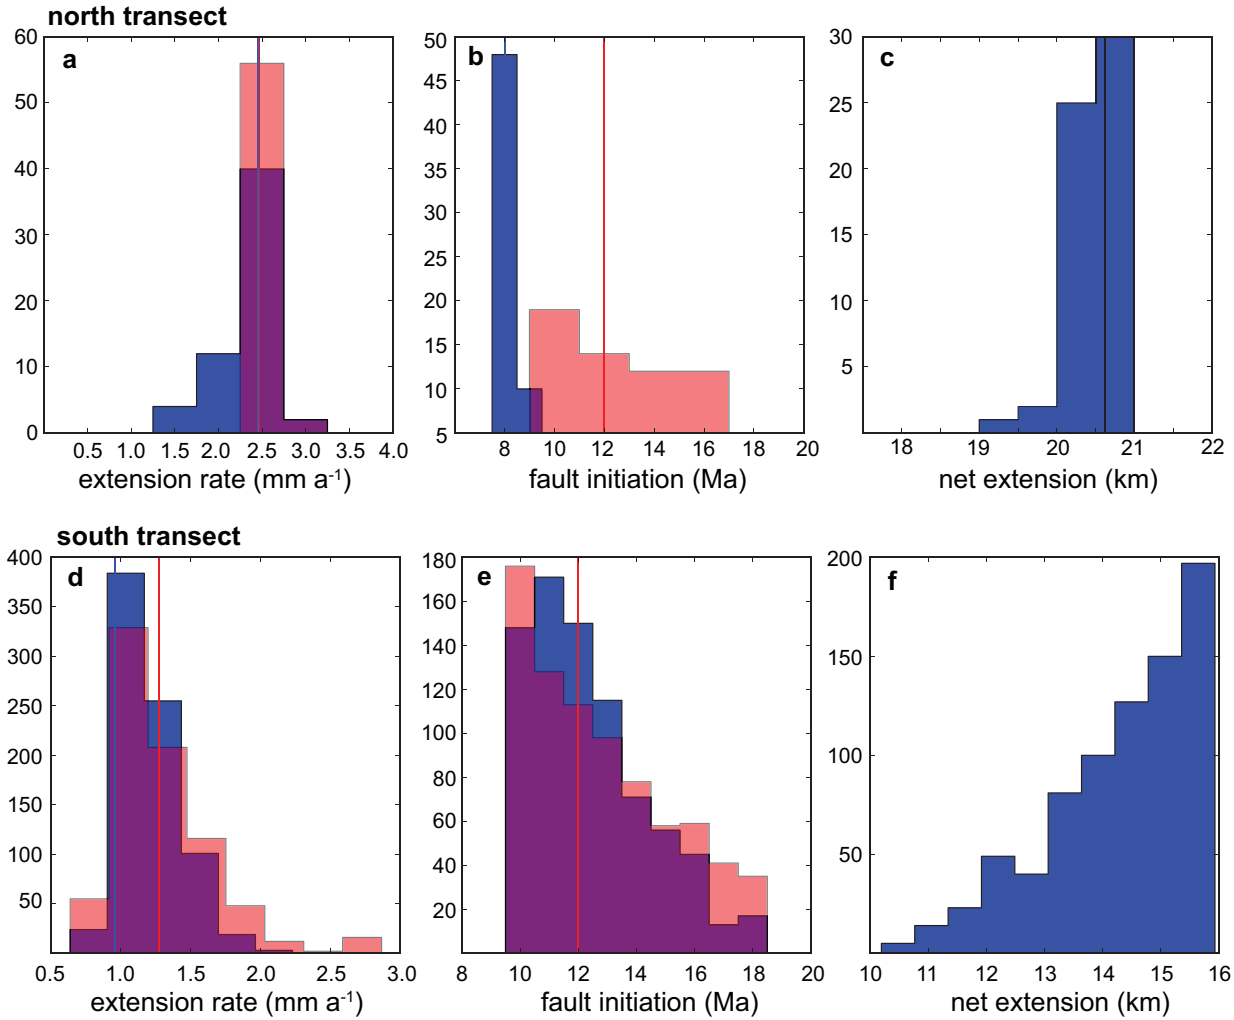 north transect
a
60
50
40
30
20
10
0
0.5 1.0 1.5 2.0 2.5 3.0 3.5 4.0
extension rate (mm a⁻¹)
b
50
45
40
35
30
25
20
15
10
5
8 10 12 14 16 18 20
fault initiation (Ma)
c
30
25
20
15
10
5
18 19 20 21 22
net extension (km)
south transect
d
400
350
300
250
200
150
100
50
0.5 1.0 1.5 2.0 2.5 3.0
extension rate (mm a⁻¹)
e
180
160
140
120
100
80
60
40
20
8 10 12 14 16 18 20
fault initiation (Ma)
f
200
150
100
50
10 11 12 13 14 15 16
net extension (km)